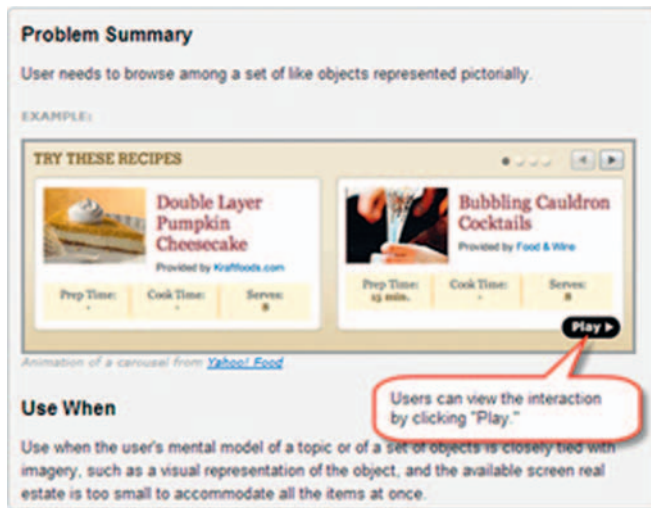 Problem Summary
User needs to browse among a set of like objects represented pictorially.
EXAMPLE:
TRY THESE RECIPES
Double Layer
Pumpkin
Cheesecake
Provided by Kraftfoods.com
Prep Time:
-
Cook Time:
-
Serves:
8
Bubbling Cauldron
Cocktails
Provided by Food & Wine
Prep Time:
15 min.
Cook Time:
-
Serves:
8
Play
Animation of a carousel from Yahoo! Food
Users can view the interaction
by clicking "Play."
Use When
Use when the user's mental model of a topic or of a set of objects is closely tied with
imagery, such as a visual representation of the object, and the available screen real
estate is too small to accommodate all the items at once.